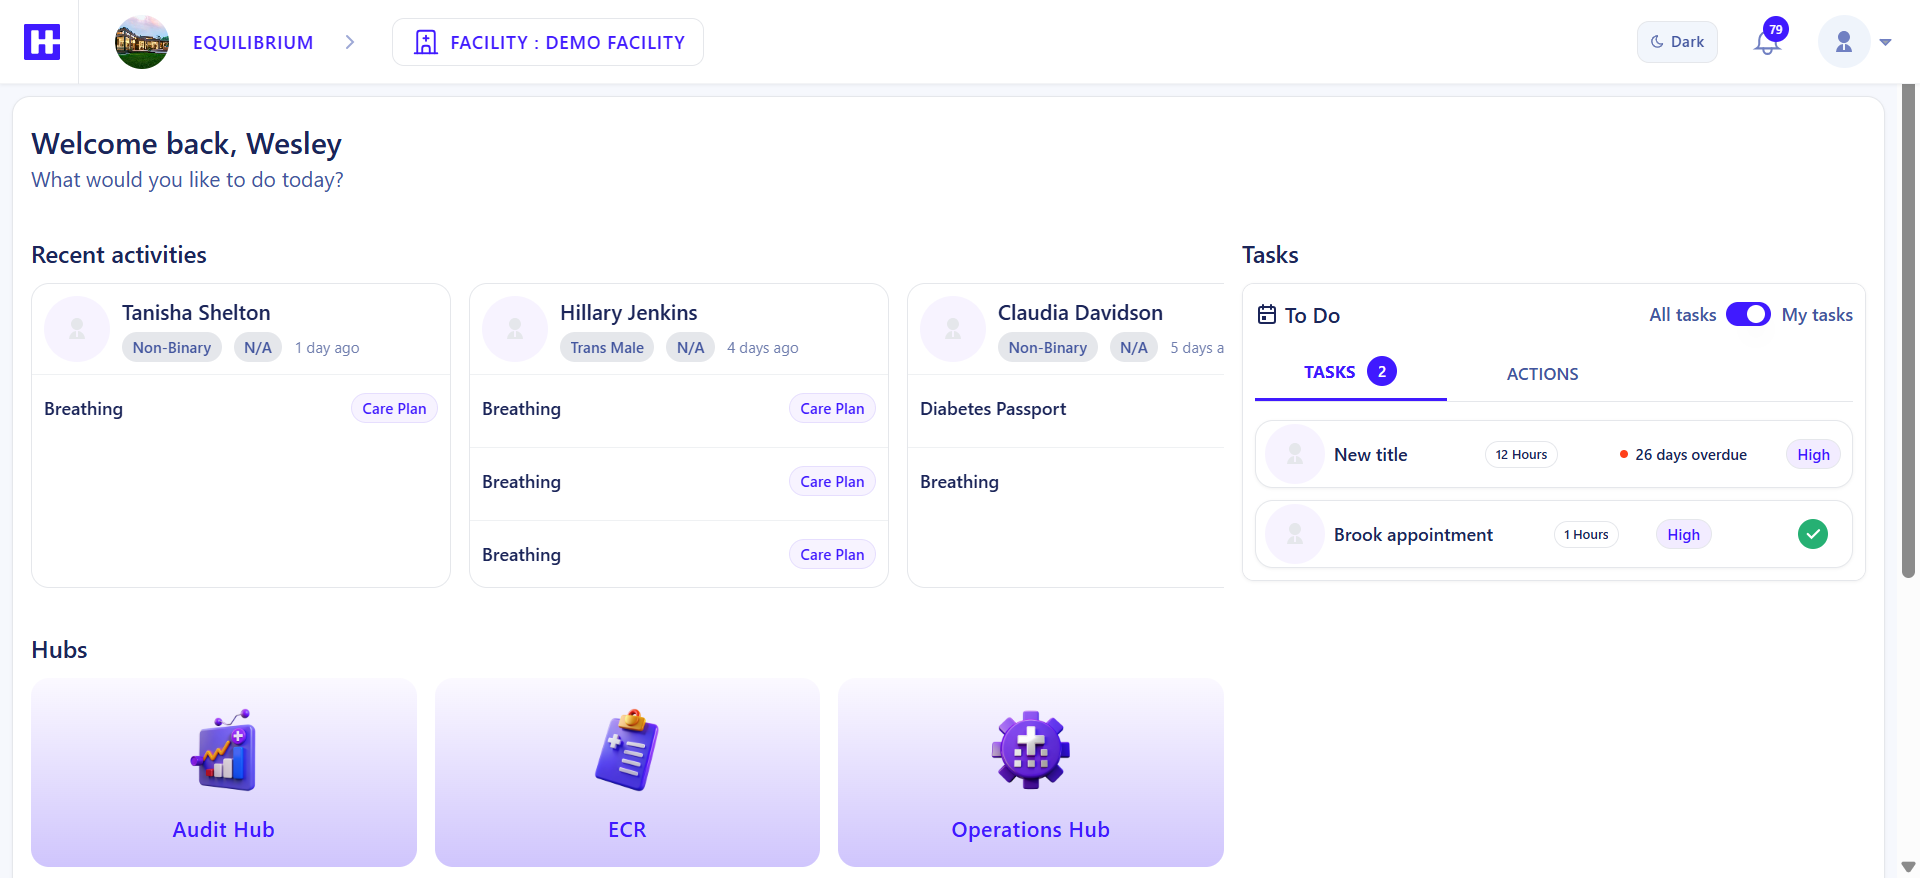 EQUILIBRIUM
FACILITY : DEMO FACILITY
Dark
79
Welcome back, Wesley
What would you like to do today?
Recent activities
Tanisha Shelton
Non-Binary N/A 1 day ago
Breathing Care Plan
Hillary Jenkins
Trans Male N/A 4 days ago
Breathing Care Plan
Breathing Care Plan
Breathing Care Plan
Claudia Davidson
Non-Binary N/A 5 days a
Diabetes Passport
Breathing
Tasks
To Do
All tasks My tasks
TASKS 2 ACTIONS
New title 12 Hours 26 days overdue High
Brook appointment 1 Hours High
Hubs
Audit Hub
ECR
Operations Hub